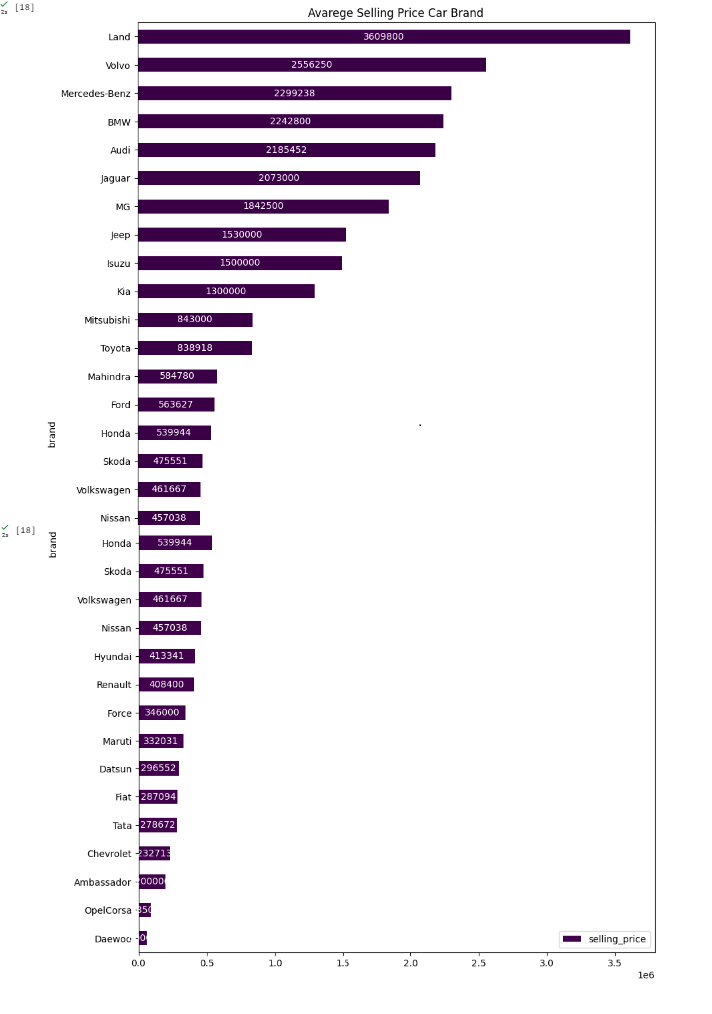 [18]
2s
Avarege Selling Price Car Brand
Land 3609800
Volvo 2556250
Mercedes-Benz 2299238
BMW 2242800
Audi 2185452
Jaguar 2073000
MG 1842500
Jeep 1530000
Isuzu 1500000
Kia 1300000
Mitsubishi 843000
Toyota 838918
Mahindra 584780
Ford 563627
brand
Honda 539944
Skoda 475551
Volkswagen 461667
Nissan 457038
[18]
2s
brand
Honda 539944
Skoda 475551
Volkswagen 461667
Nissan 457038
Hyundai 413341
Renault 408400
Force 346000
Maruti 332031
Datsun 296552
Fiat 287094
Tata 278672
Chevrolet 232713
Ambassador
OpelCorsa
Daewoo
selling_price
0.0 0.5 1.0 1.5 2.0 2.5 3.0 3.5
1e6